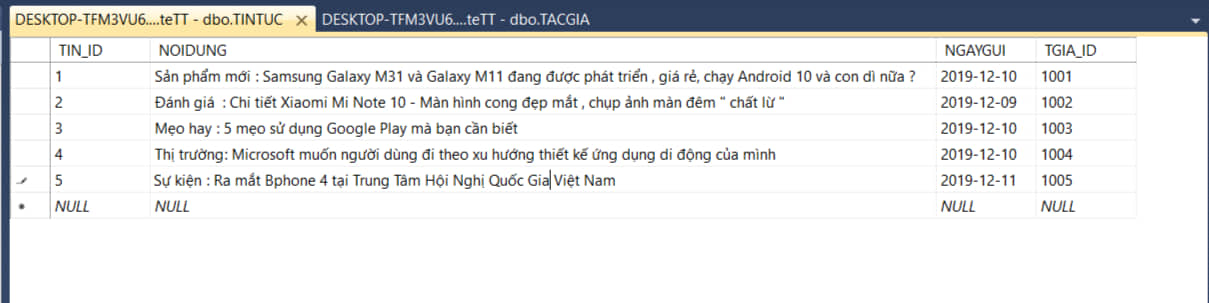 DESKTOP-TFM3VU6....teTT - dbo.TINTUC × DESKTOP-TFM3VU6....teTT - dbo.TACGIA
TIN_ID NOIDUNG NGAYGUI TGIA_ID
1 Sản phẩm mới : Samsung Galaxy M31 và Galaxy M11 đang được phát triển , giá rẻ, chạy Android 10 và con dì nữa ? 2019-12-10 1001
2 Đánh giá : Chi tiết Xiaomi Mi Note 10 - Màn hình cong đẹp mắt , chụp ảnh màn đêm " chất lừ " 2019-12-09 1002
3 Mẹo hay : 5 mẹo sử dụng Google Play mà bạn cần biết 2019-12-10 1003
4 Thị trường: Microsoft muốn người dùng đi theo xu hướng thiết kế ứng dụng di động của mình 2019-12-10 1004
5 Sự kiện : Ra mắt Bphone 4 tại Trung Tâm Hội Nghị Quốc Gia Việt Nam 2019-12-11 1005
NULL NULL NULL NULL